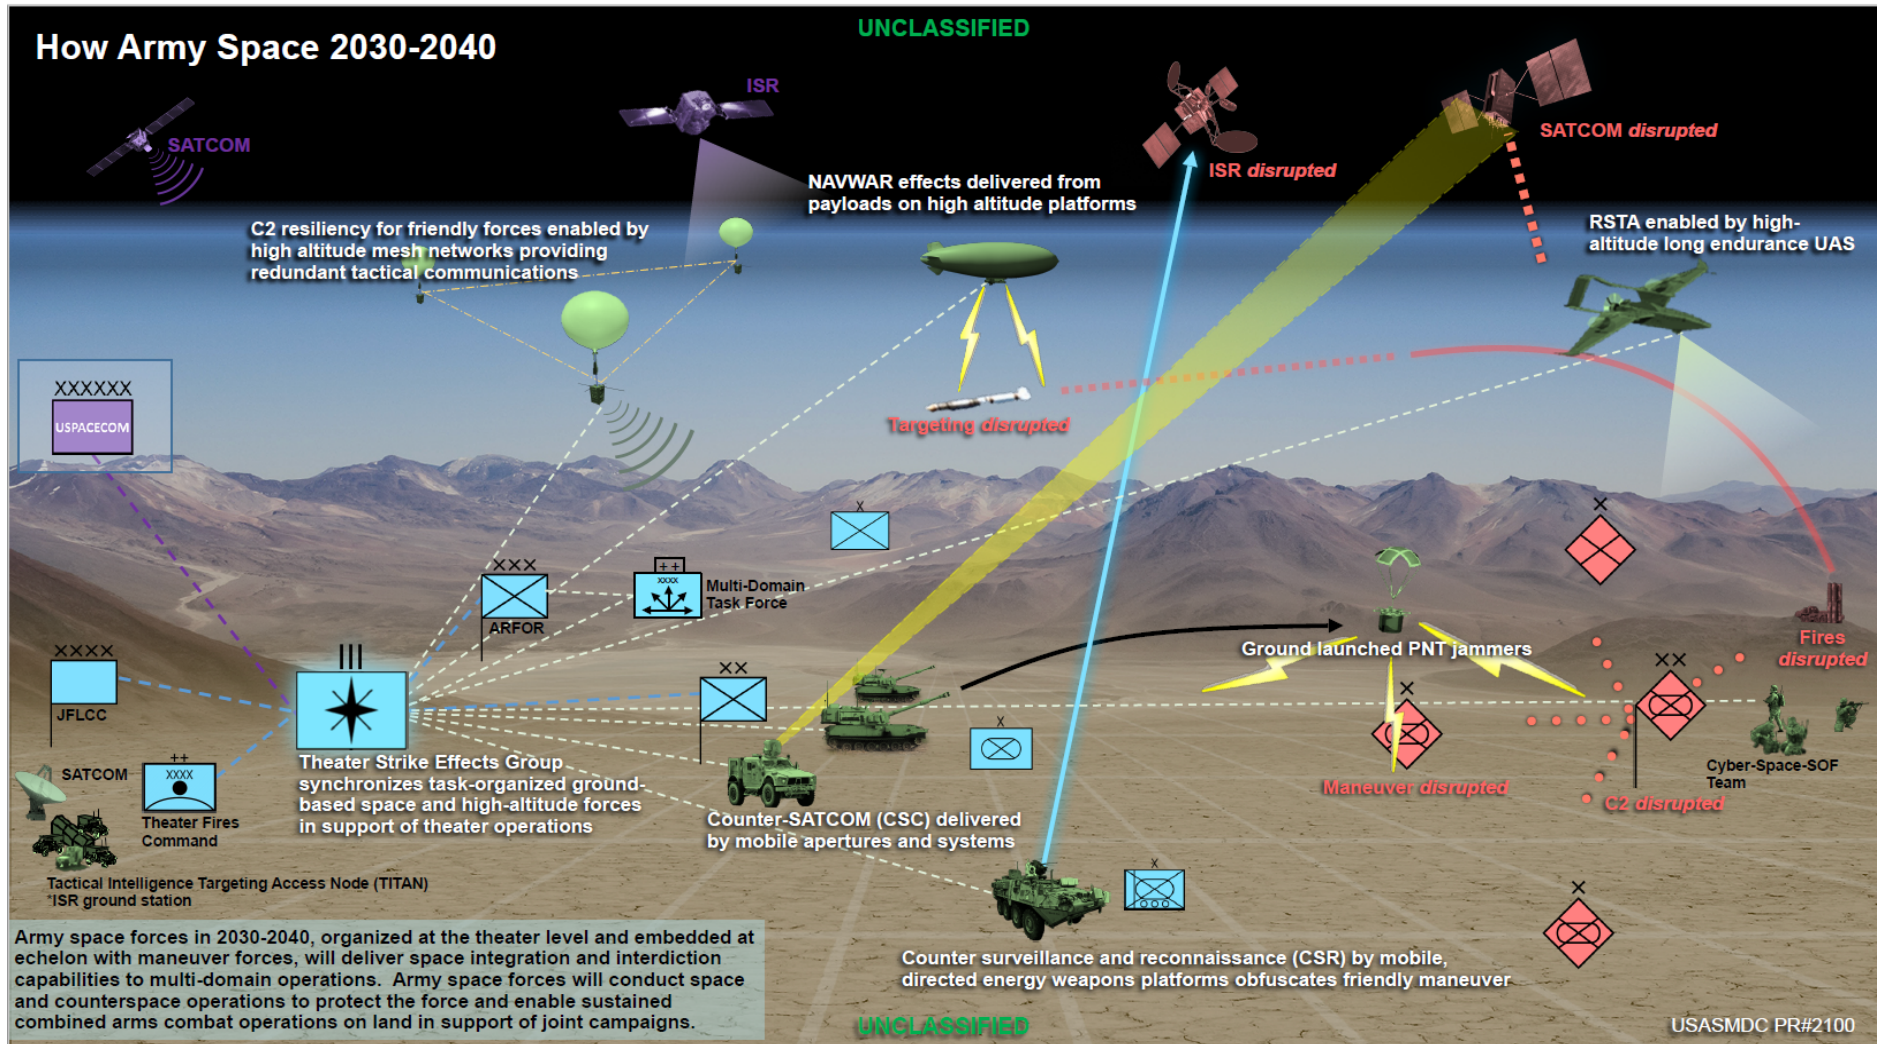 UNCLASSIFIED
How Army Space 2030-2040
ISR
SATCOM
SATCOM disrupted
ISR disrupted
NAVWAR effects delivered from
payloads on high altitude platforms
C2 resiliency for friendly forces enabled by
high altitude mesh networks providing
redundant tactical communications
RSTA enabled by high-
altitude long endurance UAS
XXXXXX
USPACECOM
Targeting disrupted
X
X
XXX
ARFOR
++
XXXX
Multi-Domain
Task Force
Ground launched PNT jammers
Fires
disrupted
XXXX
JFLCC
III
XX
X
X
XX
Maneuver disrupted
C2 disrupted
Cyber-Space-SOF
Team
SATCOM
++
XXXX
Theater Fires
Command
Theater Strike Effects Group
synchronizes task-organized ground-
based space and high-altitude forces
in support of theater operations
Counter-SATCOM (CSC) delivered
by mobile apertures and systems
Tactical Intelligence Targeting Access Node (TITAN)
*ISR ground station
X
X
Counter surveillance and reconnaissance (CSR) by mobile,
directed energy weapons platforms obfuscates friendly maneuver
Army space forces in 2030-2040, organized at the theater level and embedded at
echelon with maneuver forces, will deliver space integration and interdiction
capabilities to multi-domain operations.  Army space forces will conduct space
and counterspace operations to protect the force and enable sustained
combined arms combat operations on land in support of joint campaigns.
UNCLASSIFIED
USASMDC PR#2100